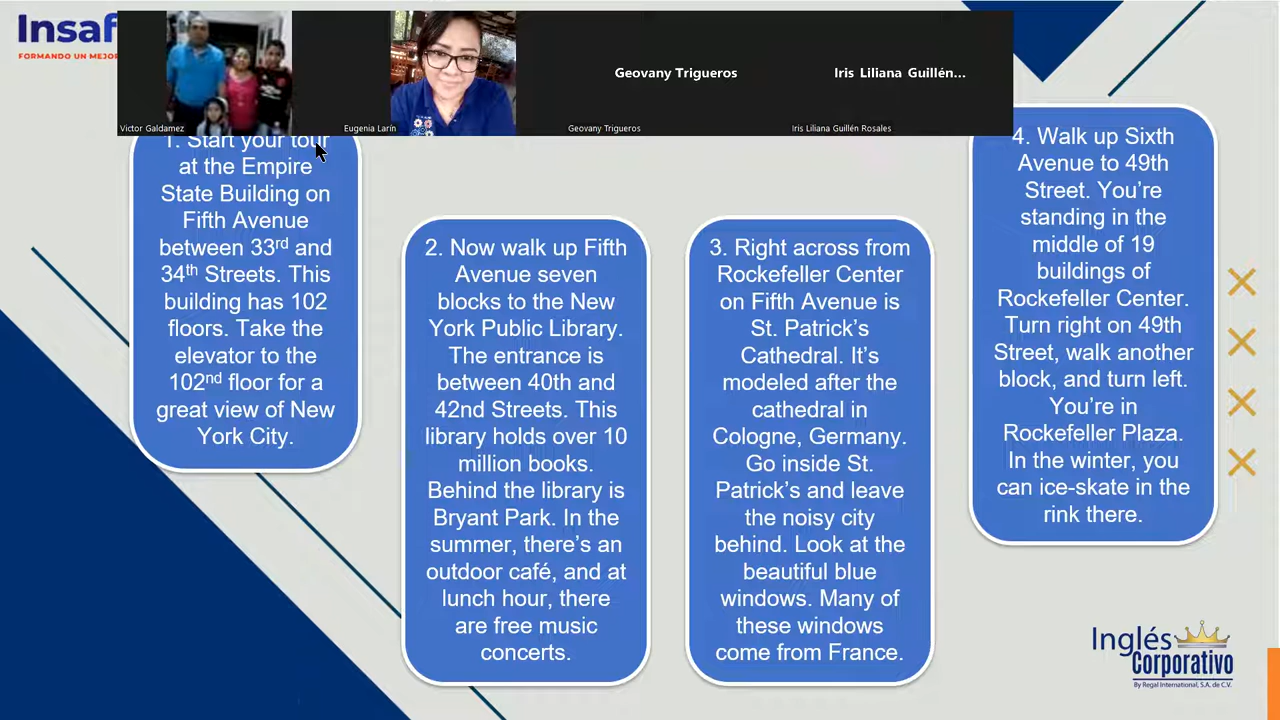 Insaf
FORMANDO UN MEJOR
Victor Galdamez
Eugenia Larín
Geovany Trigueros
Geovany Trigueros
Iris Liliana Guillén...
Iris Liliana Guillén Rosales
1. Start your tour
at the Empire
State Building on
Fifth Avenue
between 33rd and
34th Streets. This
building has 102
floors. Take the
elevator to the
102nd floor for a
great view of New
York City.
2. Now walk up Fifth
Avenue seven
blocks to the New
York Public Library.
The entrance is
between 40th and
42nd Streets. This
library holds over 10
million books.
Behind the library is
Bryant Park. In the
summer, there's an
outdoor café, and at
lunch hour, there
are free music
concerts.
3. Right across from
Rockefeller Center
on Fifth Avenue is
St. Patrick's
Cathedral. It's
modeled after the
cathedral in
Cologne, Germany.
Go inside St.
Patrick's and leave
the noisy city
behind. Look at the
beautiful blue
windows. Many of
these windows
come from France.
4. Walk up Sixth
Avenue to 49th
Street. You're
standing in the
middle of 19
buildings of
Rockefeller Center.
Turn right on 49th
Street, walk another
block, and turn left.
You're in
Rockefeller Plaza.
In the winter, you
can ice-skate in the
rink there.
Inglés
Corporativo
By Regal International, S.A. de C.V.